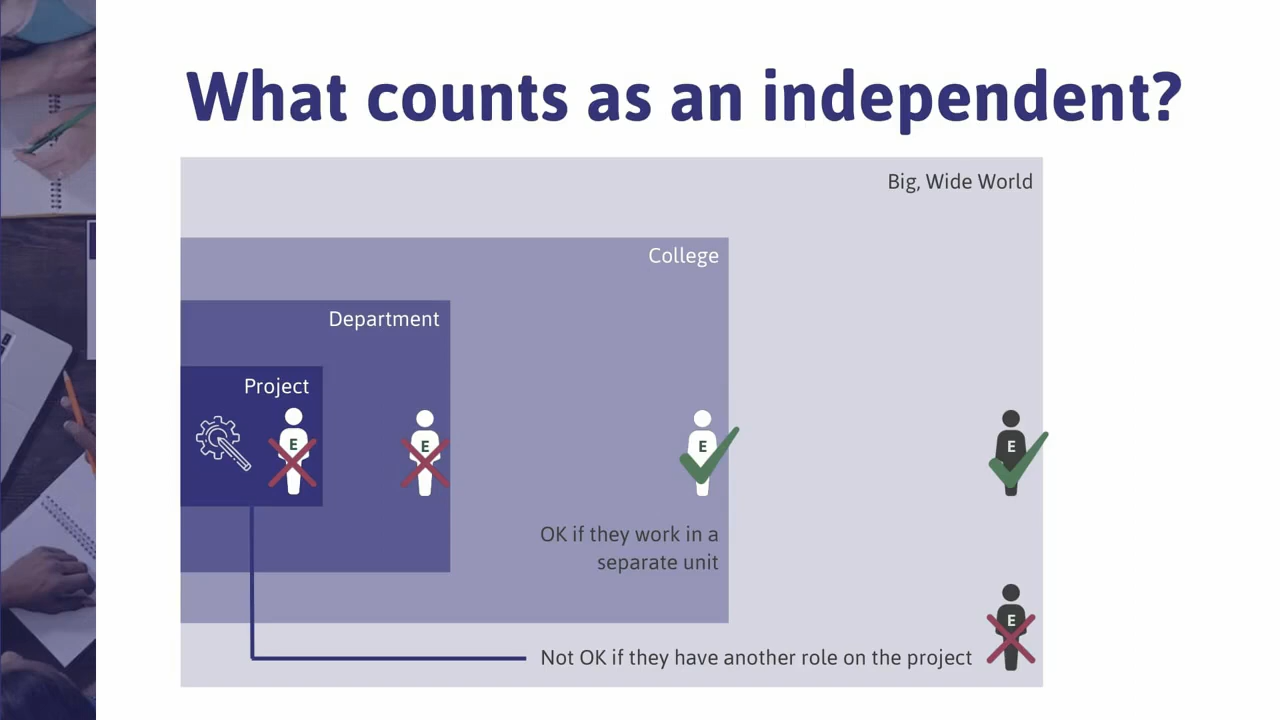 What counts as an independent?
Big, Wide World
College
Department
Project
E
E
E
E
OK if they work in a
separate unit
E
Not OK if they have another role on the project